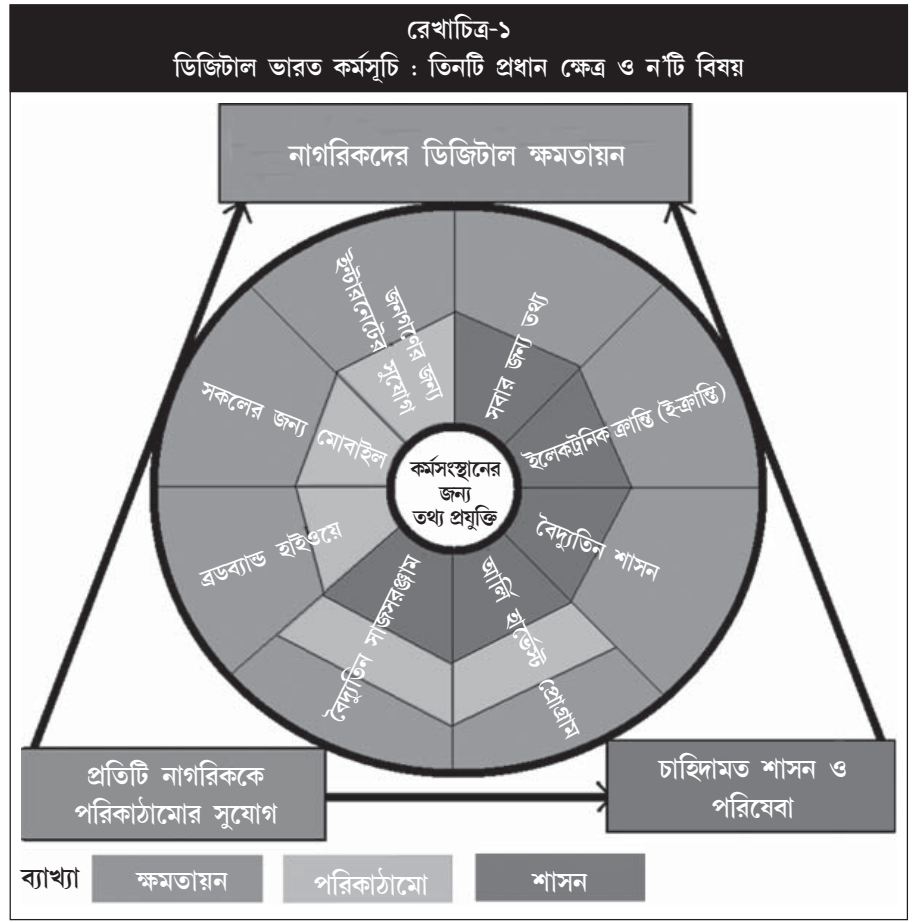 রেখাচিত্র-১
ডিজিটাল ভারত কর্মসূচি : তিনটি প্রধান ক্ষেত্র ও ন'টি বিষয়
নাগরিকদের ডিজিটাল ক্ষমতায়ন
জনগণের জন্য
ইন্টারনেটের সুযোগ
সবার জন্য তথ্য
সকলের জন্য মোবাইল
ইলেকট্রনিক ক্রান্তি (ই-ক্রান্তি)
কর্মসংস্থানের
জন্য
তথ্য প্রযুক্তি
ব্রডব্যান্ড হাইওয়ে
বৈদ্যুতিন শাসন
বৈদ্যুতিন সাজসরঞ্জাম
আর্লি হার্ভেস্ট প্রোগ্রাম
প্রতিটি নাগরিককে
পরিকাঠামোর সুযোগ
চাহিদামত শাসন ও
পরিষেবা
ব্যাখ্যা ক্ষমতায়ন পরিকাঠামো শাসন